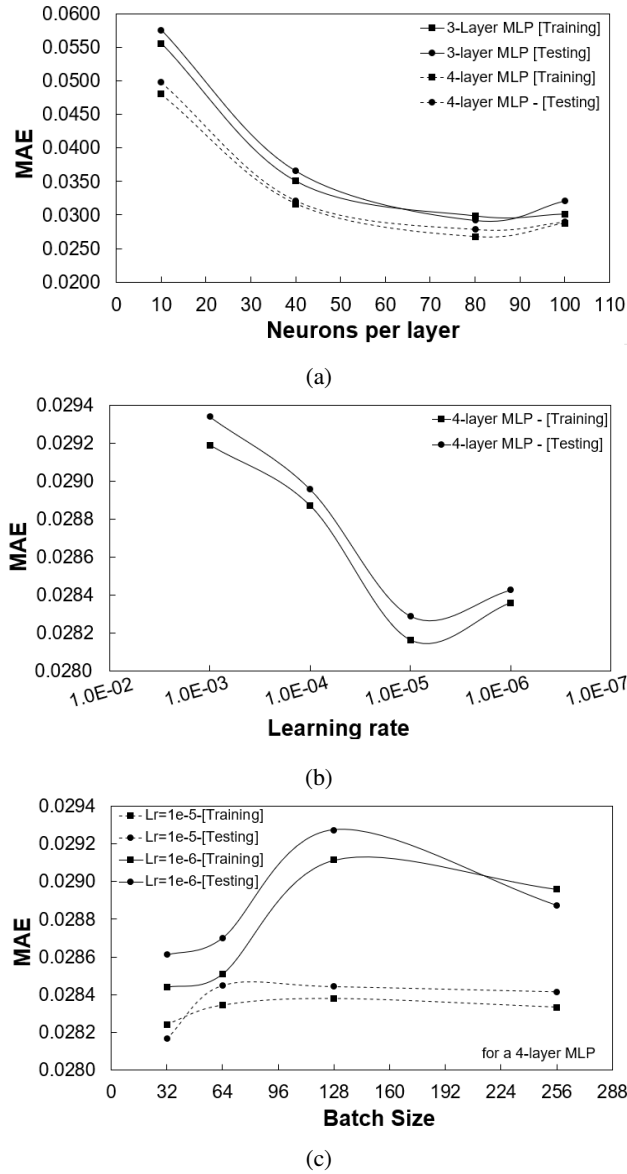 0.0600
0.0550
0.0500
0.0450
0.0400
0.0350
0.0300
0.0250
0.0200
MAE
3-Layer MLP [Training]
3-layer MLP [Testing]
4-layer MLP [Training]
4-layer MLP - [Testing]
0 10 20 30 40 50 60 70 80 90 100 110
Neurons per layer
(a)
0.0294
0.0292
0.0290
0.0288
0.0286
0.0284
0.0282
0.0280
MAE
4-layer MLP - [Training]
4-layer MLP - [Testing]
1.0E-02 1.0E-03 1.0E-04 1.0E-05 1.0E-06 1.0E-07
Learning rate
(b)
0.0294
0.0292
0.0290
0.0288
0.0286
0.0284
0.0282
0.0280
MAE
Lr=1e-5-[Training]
Lr=1e-5-[Testing]
Lr=1e-6-[Training]
Lr=1e-6-[Testing]
for a 4-layer MLP
0 32 64 96 128 160 192 224 256 288
Batch Size
(c)